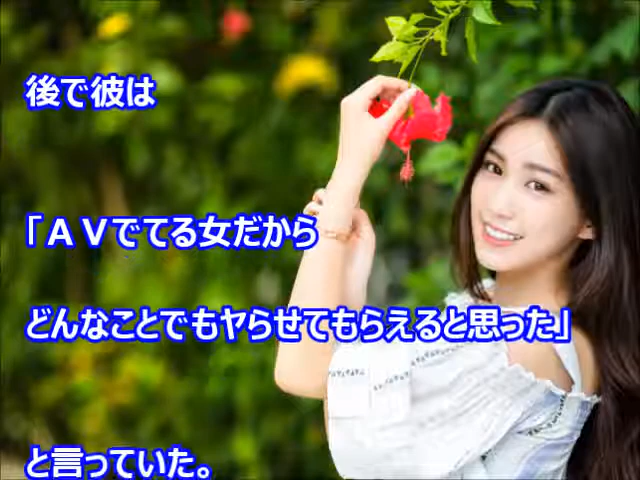 後で彼は
「ＡＶでてる女だから
どんなことでもヤらせてもらえると思った」
と言っていた。